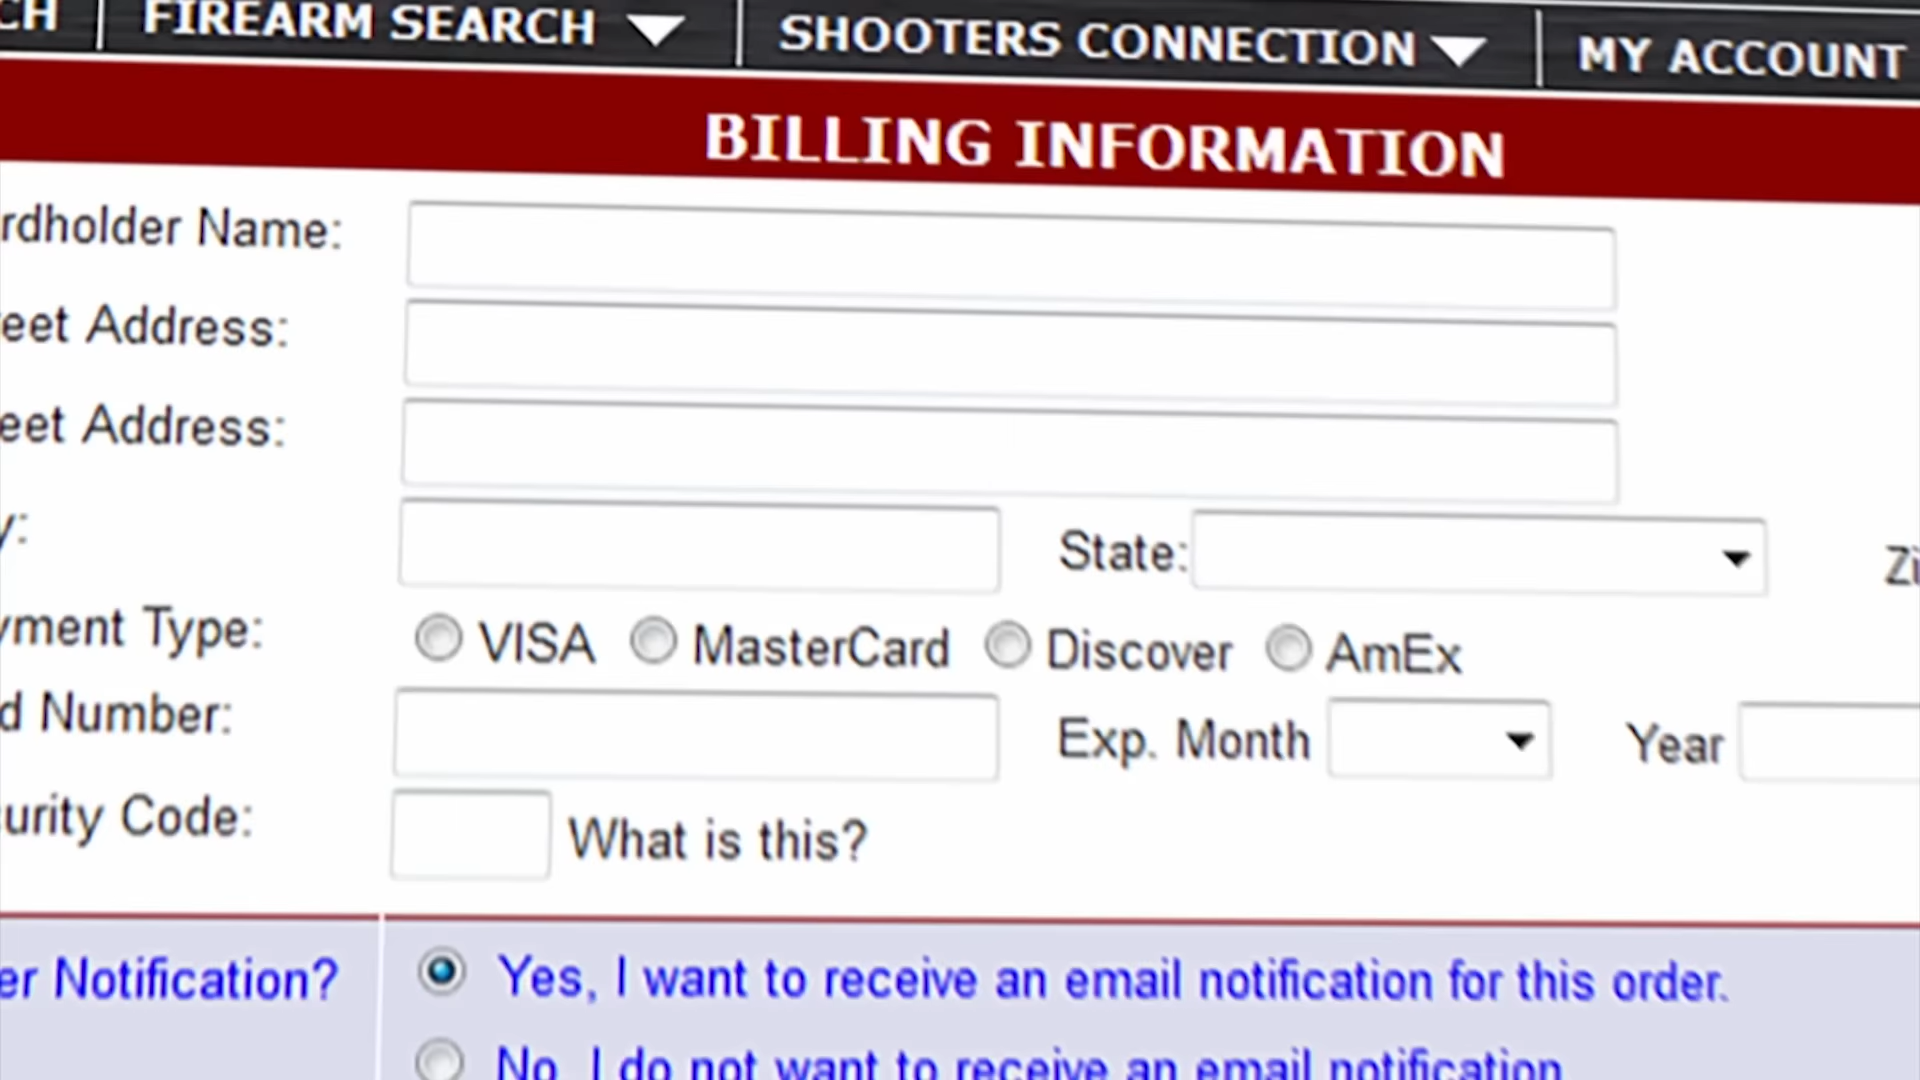 CH FIREARM SEARCH SHOOTERS CONNECTION MY ACCOUNT
BILLING INFORMATION
rdholder Name:
eet Address:
eet Address:
y: State: Zi
yment Type: VISA MasterCard Discover AmEx
d Number: Exp. Month Year
curity Code: What is this?
er Notification? Yes, I want to receive an email notification for this order.
No, I do not want to receive an email notification